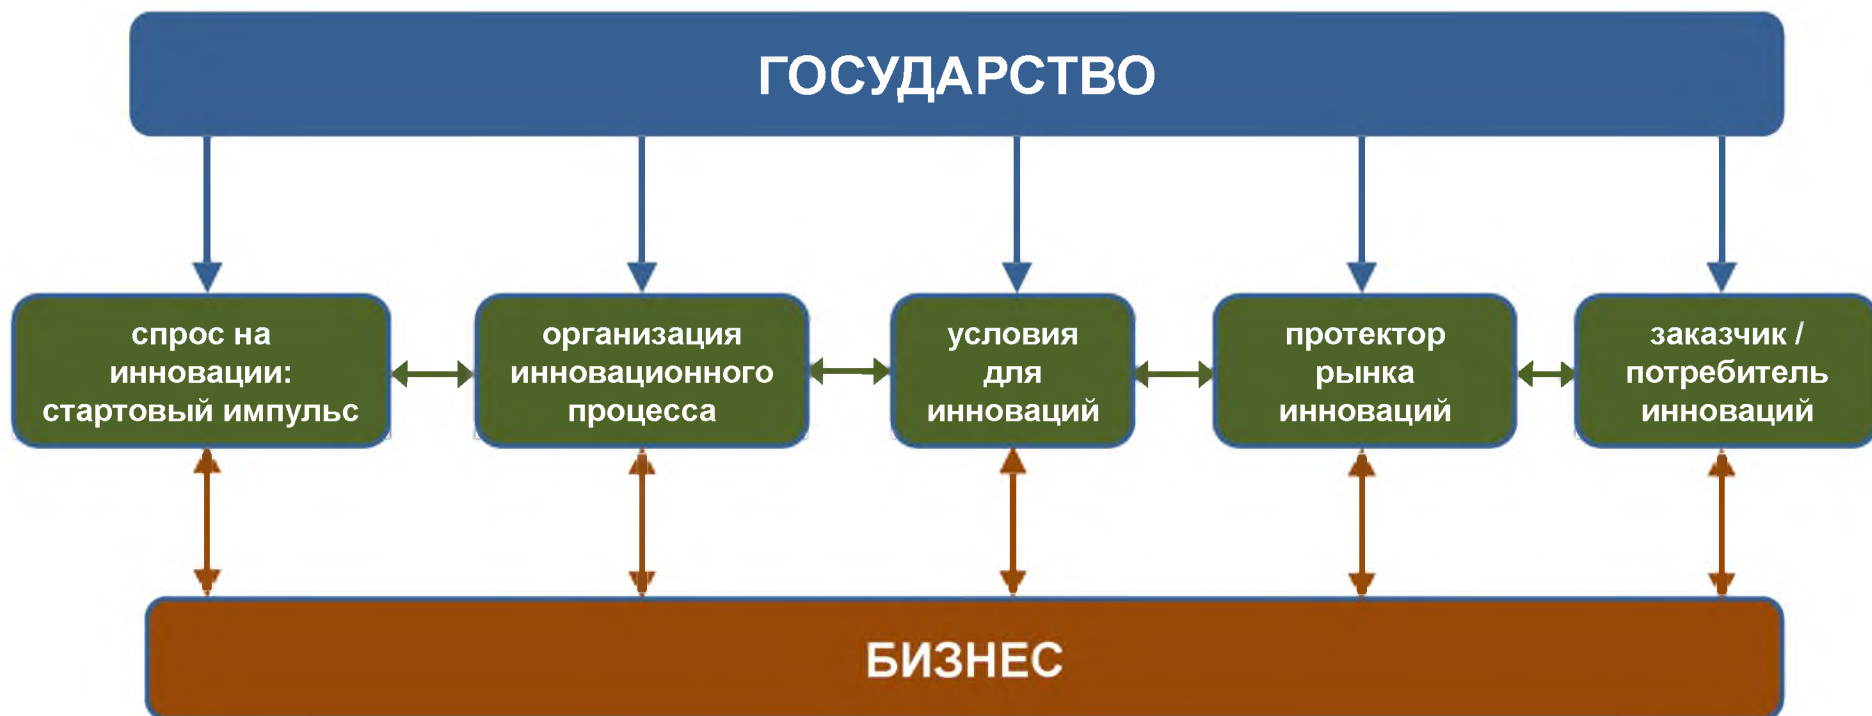 ГОСУДАРСТВО
спрос на
инновации:
стартовый импульс
организация
инновационного
процесса
условия
для
инноваций
протектор
рынка
инноваций
заказчик /
потребитель
инноваций
БИЗНЕС